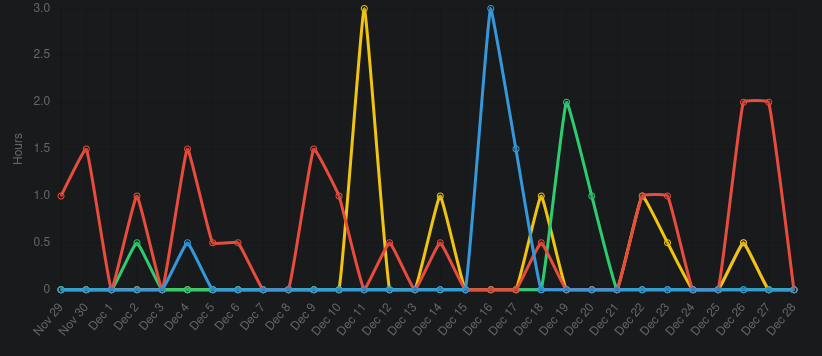 3.0
2.5
2.0
1.5
1.0
0.5
0
Hours
Nov 29
Nov 30
Dec 1
Dec 2
Dec 3
Dec 4
Dec 5
Dec 6
Dec 7
Dec 8
Dec 9
Dec 10
Dec 11
Dec 12
Dec 13
Dec 14
Dec 15
Dec 16
Dec 17
Dec 18
Dec 19
Dec 20
Dec 21
Dec 22
Dec 23
Dec 24
Dec 25
Dec 26
Dec 27
Dec 28